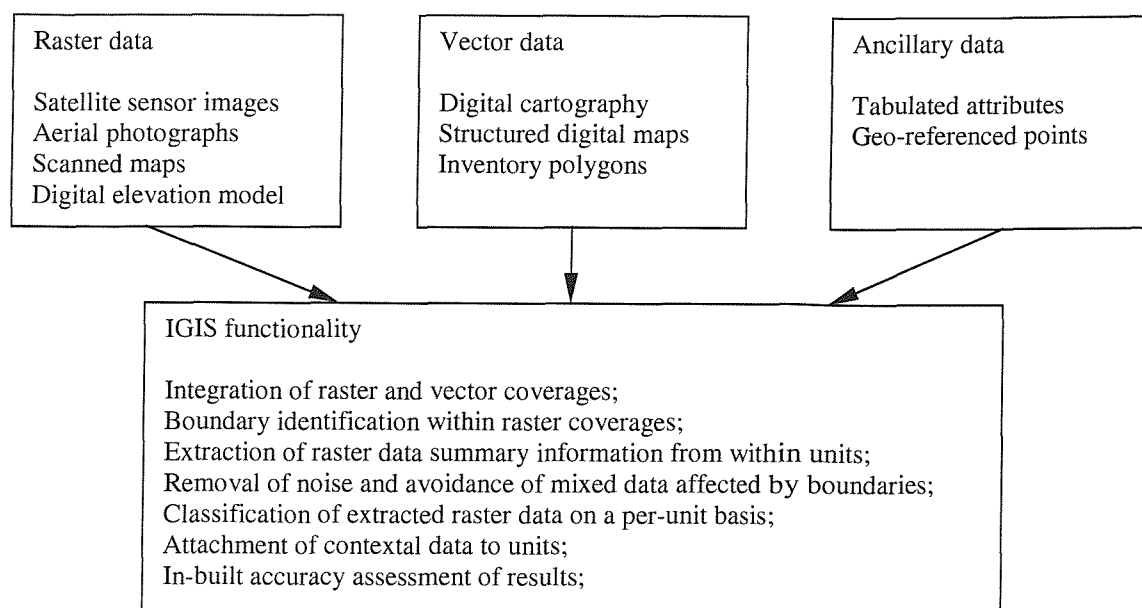 Raster data
Satellite sensor images
Aerial photographs
Scanned maps
Digital elevation model
Vector data
Digital cartography
Structured digital maps
Inventory polygons
Ancillary data
Tabulated attributes
Geo-referenced points
IGIS functionality
Integration of raster and vector coverages;
Boundary identification within raster coverages;
Extraction of raster data summary information from within units;
Removal of noise and avoidance of mixed data affected by boundaries;
Classification of extracted raster data on a per-unit basis;
Attachment of contextal data to units;
In-built accuracy assessment of results;